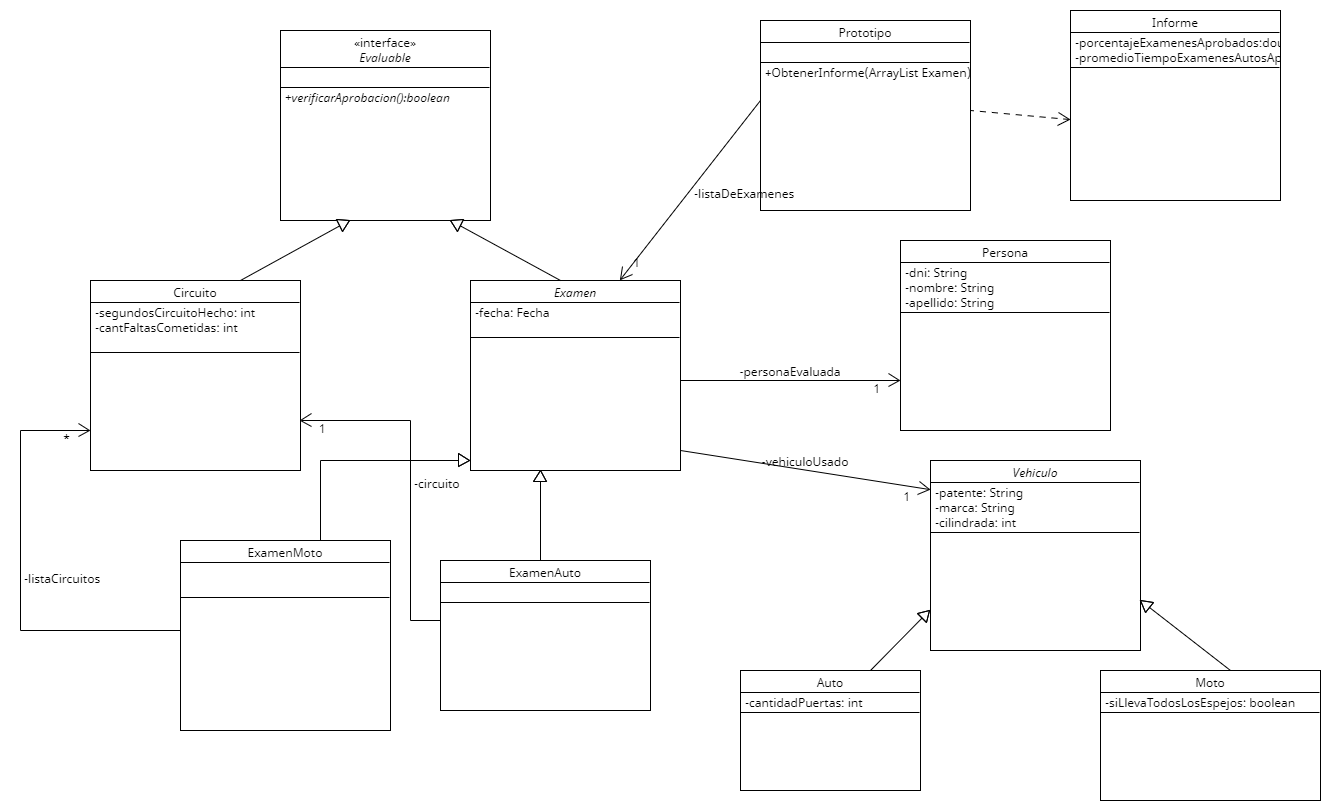 «interface»
Evaluable
+verificarAprobacion():boolean
Prototipo
+ObtenerInforme(ArrayList Examen)
Informe
-porcentajeExamenesAprobados:dou
-promedioTiempoExamenesAutosAp
-listaDeExamenes
1
Circuito
-segundosCircuitoHecho: int
-cantFaltasCometidas: int
Examen
-fecha: Fecha
Persona
-dni: String
-nombre: String
-apellido: String
-personaEvaluada
1
*
1
-circuito
-vehiculoUsado
1
Vehiculo
-patente: String
-marca: String
-cilindrada: int
-listaCircuitos
ExamenMoto
ExamenAuto
Auto
-cantidadPuertas: int
Moto
-siLlevaTodosLosEspejos: boolean